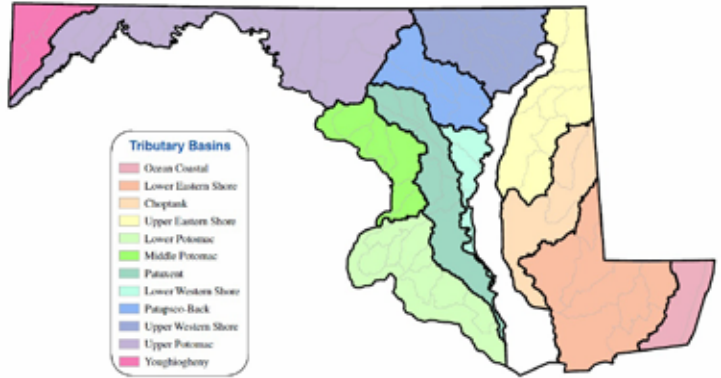 Tributary Basins
Ocean Coastal
Lower Eastern Shore
Choptank
Upper Eastern Shore
Lower Potomac
Middle Potomac
Patuxent
Lower Western Shore
Patapsco-Back
Upper Western Shore
Upper Potomac
Youghiogheny